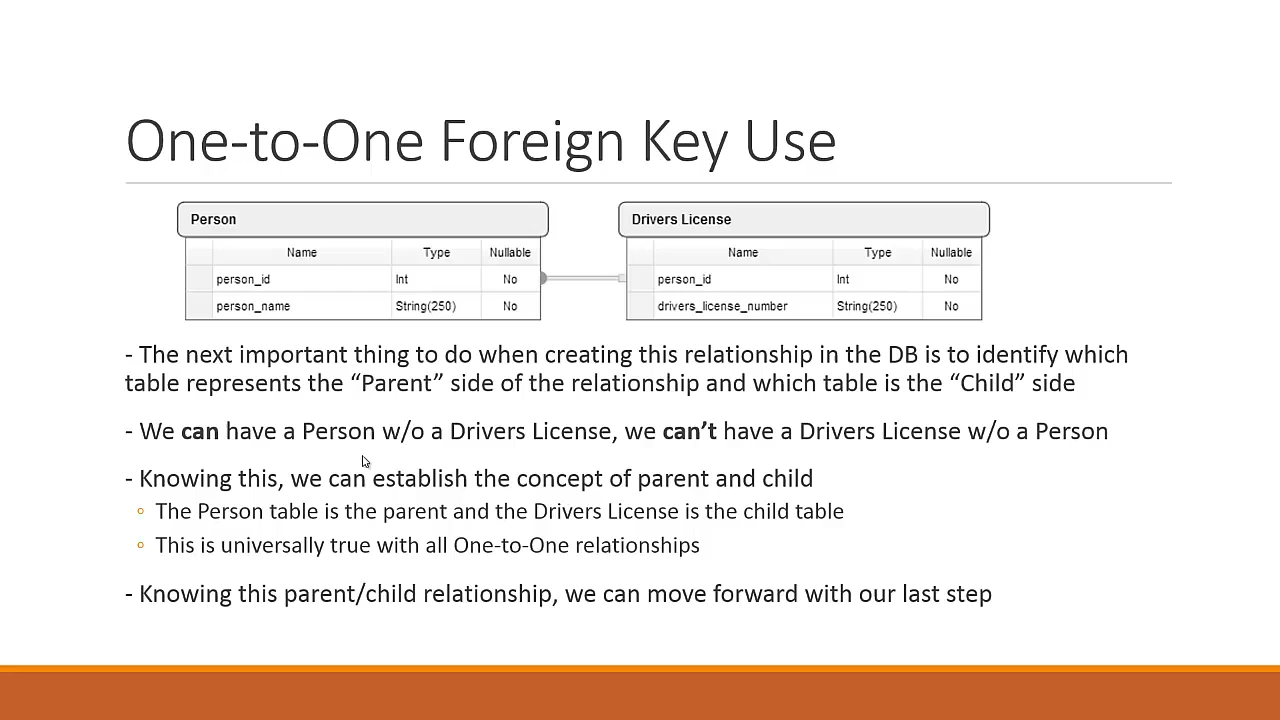 One-to-One Foreign Key Use
Person
Name Type Nullable
person_id Int No
person_name String(250) No
Drivers License
Name Type Nullable
person_id Int No
drivers_license_number String(250) No
- The next important thing to do when creating this relationship in the DB is to identify which
table represents the “Parent” side of the relationship and which table is the “Child” side
- We can have a Person w/o a Drivers License, we can’t have a Drivers License w/o a Person
- Knowing this, we can establish the concept of parent and child
◦ The Person table is the parent and the Drivers License is the child table
◦ This is universally true with all One-to-One relationships
- Knowing this parent/child relationship, we can move forward with our last step